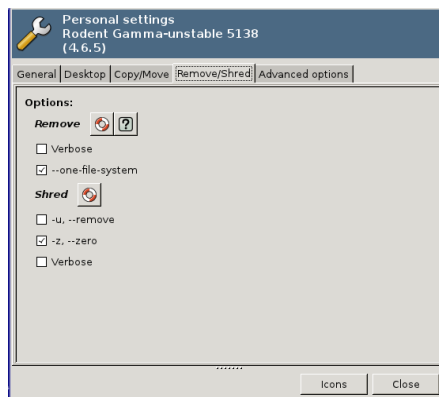 Personal settings
Rodent Gamma-unstable 5138
(4.6.5)
General Desktop Copy/Move Remove/Shred Advanced options
Options:
Remove ?
Verbose
--one-file-system
Shred
-u, --remove
-z, --zero
Verbose
Icons Close